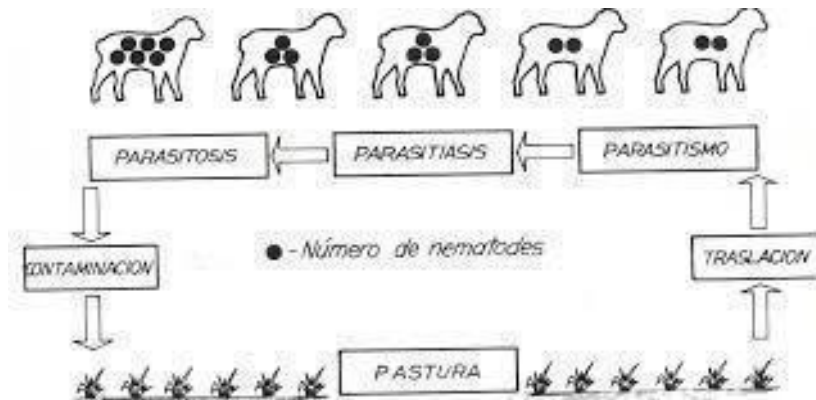 PARASITOSIS
PARASITIASIS
PARASITISMO
CONTAMINACION
- Número de nematodes
TRASLACION
PASTURA